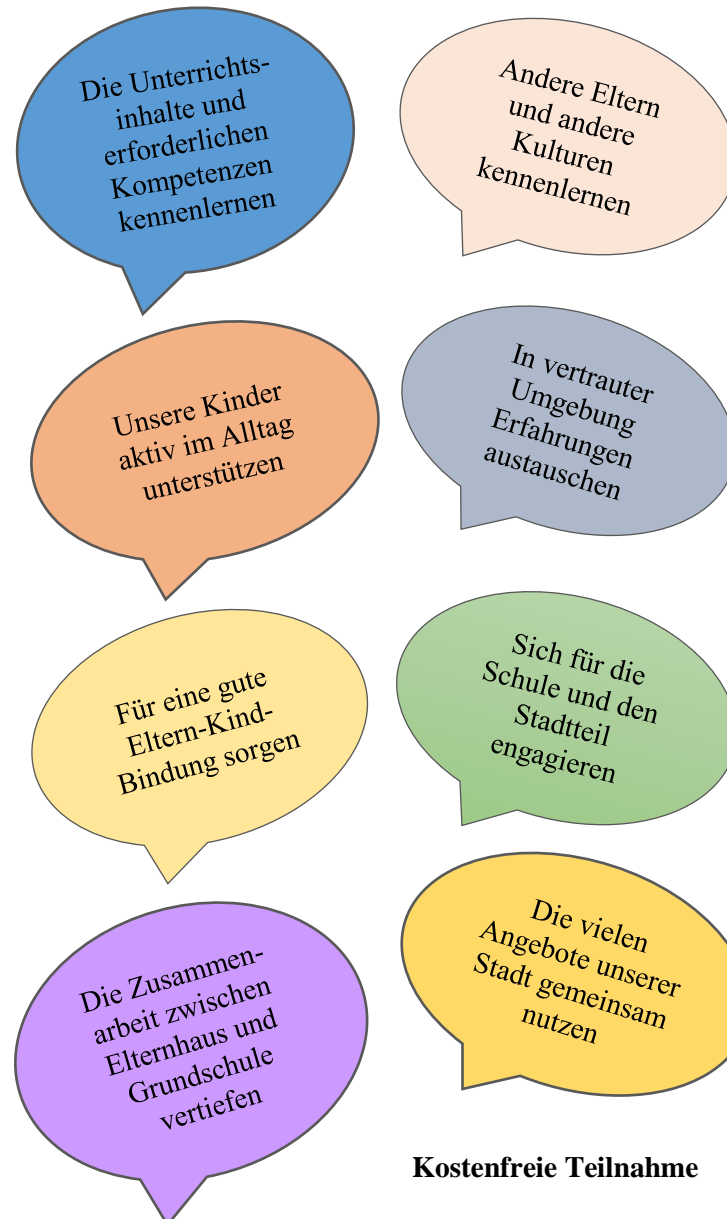 Die Unterrichts-
inhalte und
erforderlichen
Kompetenzen
kennenlernen
Andere Eltern
und andere
Kulturen
kennenlernen
Unsere Kinder
aktiv im Alltag
unterstützen
In vertrauter
Umgebung
Erfahrungen
austauschen
Für eine gute
Eltern-Kind-
Bindung sorgen
Sich für die
Schule und den
Stadtteil
engagieren
Die Zusammen-
arbeit zwischen
Elternhaus und
Grundschule
vertiefen
Die vielen
Angebote unserer
Stadt gemeinsam
nutzen
Kostenfreie Teilnahme